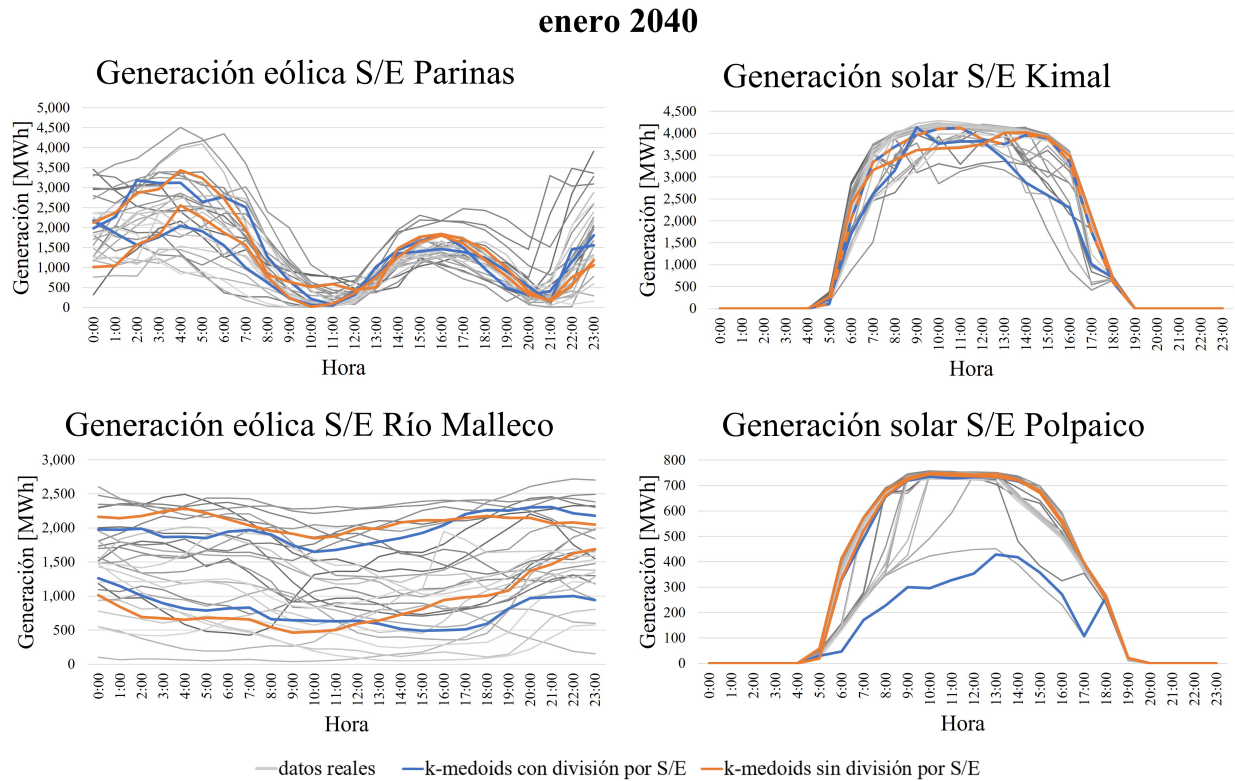 enero 2040
Generación eólica S/E Parinas
Generación [MWh]
5,000
4,500
4,000
3,500
3,000
2,500
2,000
1,500
1,000
500
0
0:00 1:00 2:00 3:00 4:00 5:00 6:00 7:00 8:00 9:00 10:00 11:00 12:00 13:00 14:00 15:00 16:00 17:00 18:00 19:00 20:00 21:00 22:00 23:00
Hora
Generación solar S/E Kimal
Generación [MWh]
4,500
4,000
3,500
3,000
2,500
2,000
1,500
1,000
500
0
0:00 1:00 2:00 3:00 4:00 5:00 6:00 7:00 8:00 9:00 10:00 11:00 12:00 13:00 14:00 15:00 16:00 17:00 18:00 19:00 20:00 21:00 22:00 23:00
Hora
Generación eólica S/E Río Malleco
Generación [MWh]
3,000
2,500
2,000
1,500
1,000
500
0
0:00 1:00 2:00 3:00 4:00 5:00 6:00 7:00 8:00 9:00 10:00 11:00 12:00 13:00 14:00 15:00 16:00 17:00 18:00 19:00 20:00 21:00 22:00 23:00
Hora
Generación solar S/E Polpaico
Generación [MWh]
800
700
600
500
400
300
200
100
0
0:00 1:00 2:00 3:00 4:00 5:00 6:00 7:00 8:00 9:00 10:00 11:00 12:00 13:00 14:00 15:00 16:00 17:00 18:00 19:00 20:00 21:00 22:00 23:00
Hora
datos reales k-medoids con división por S/E k-medoids sin división por S/E